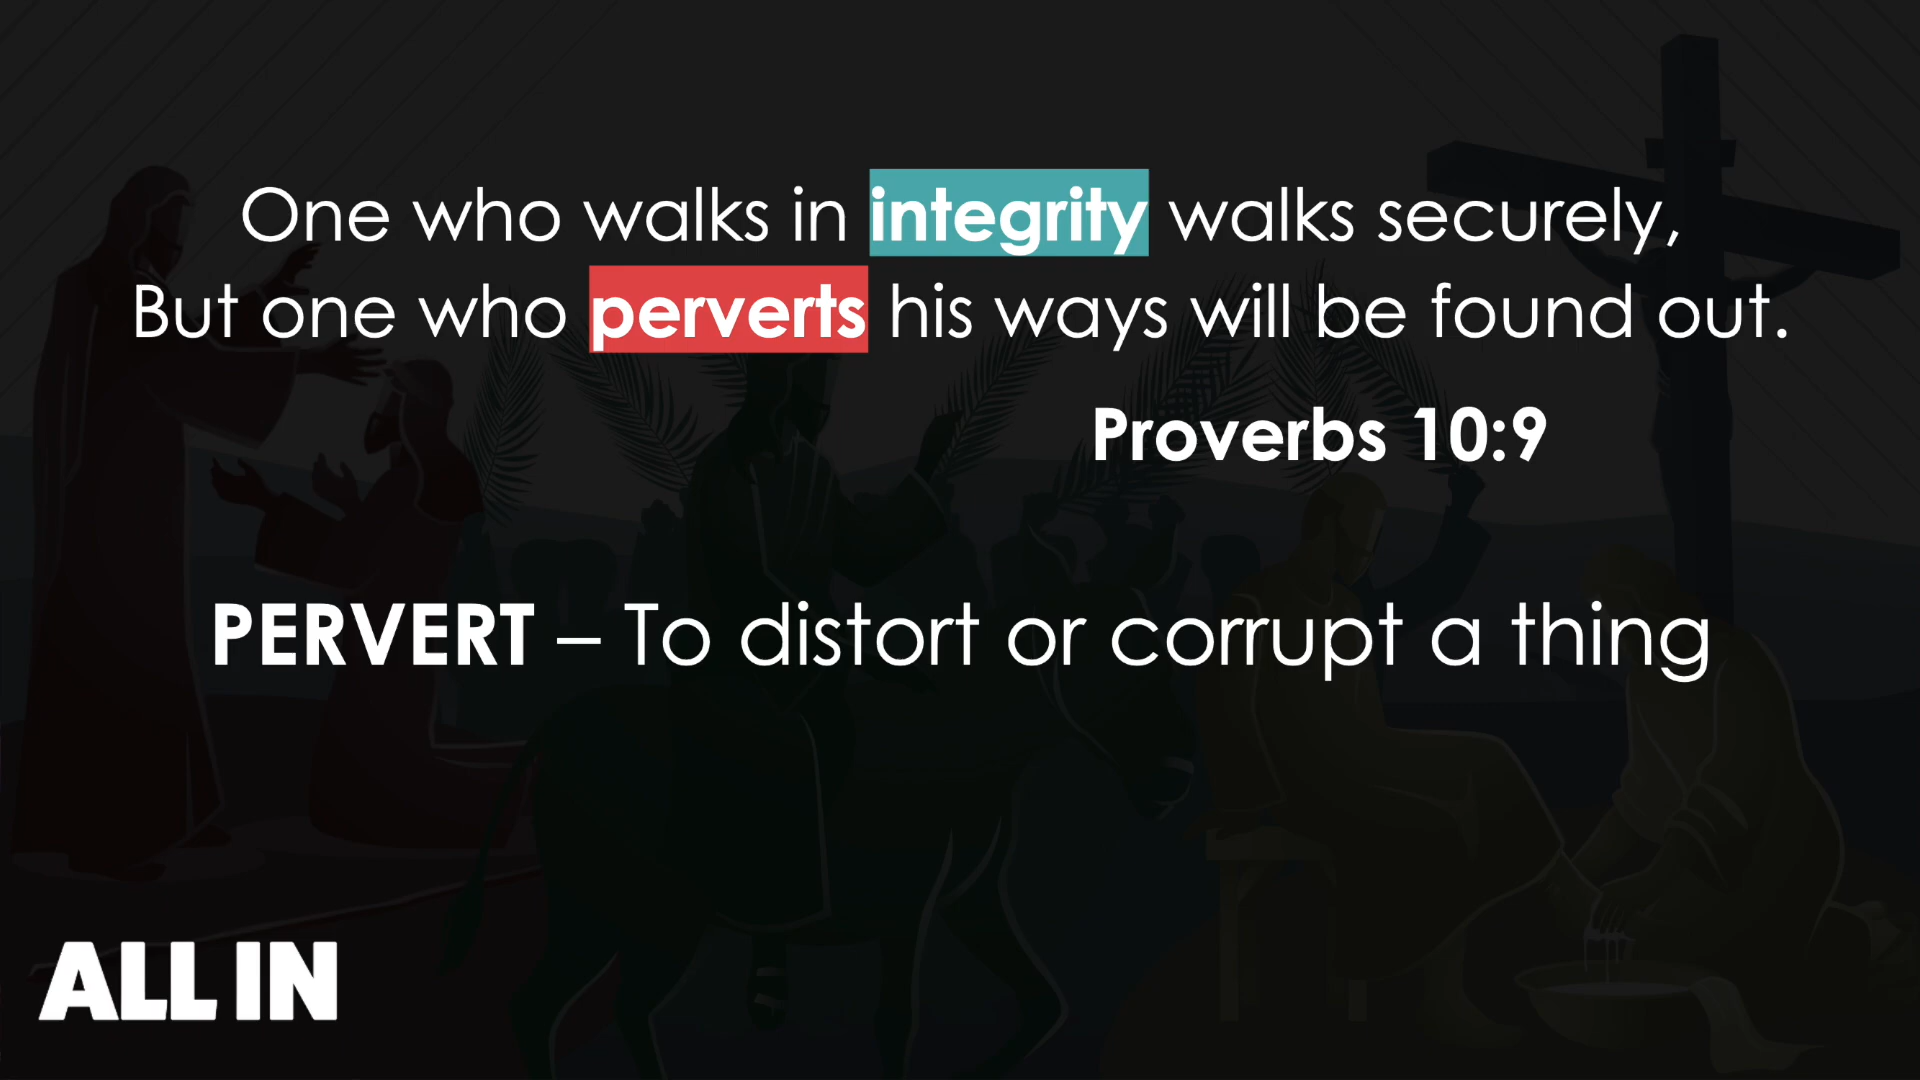 One who walks in integrity walks securely,
But one who perverts his ways will be found out.
Proverbs 10:9
PERVERT – To distort or corrupt a thing
ALL IN